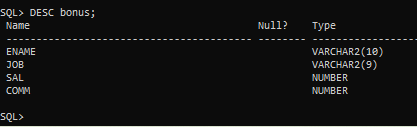 SQL> DESC bonus;
Name Null? Type
----------------------------------------- -------- ----------------
ENAME VARCHAR2(10)
JOB VARCHAR2(9)
SAL NUMBER
COMM NUMBER
SQL>